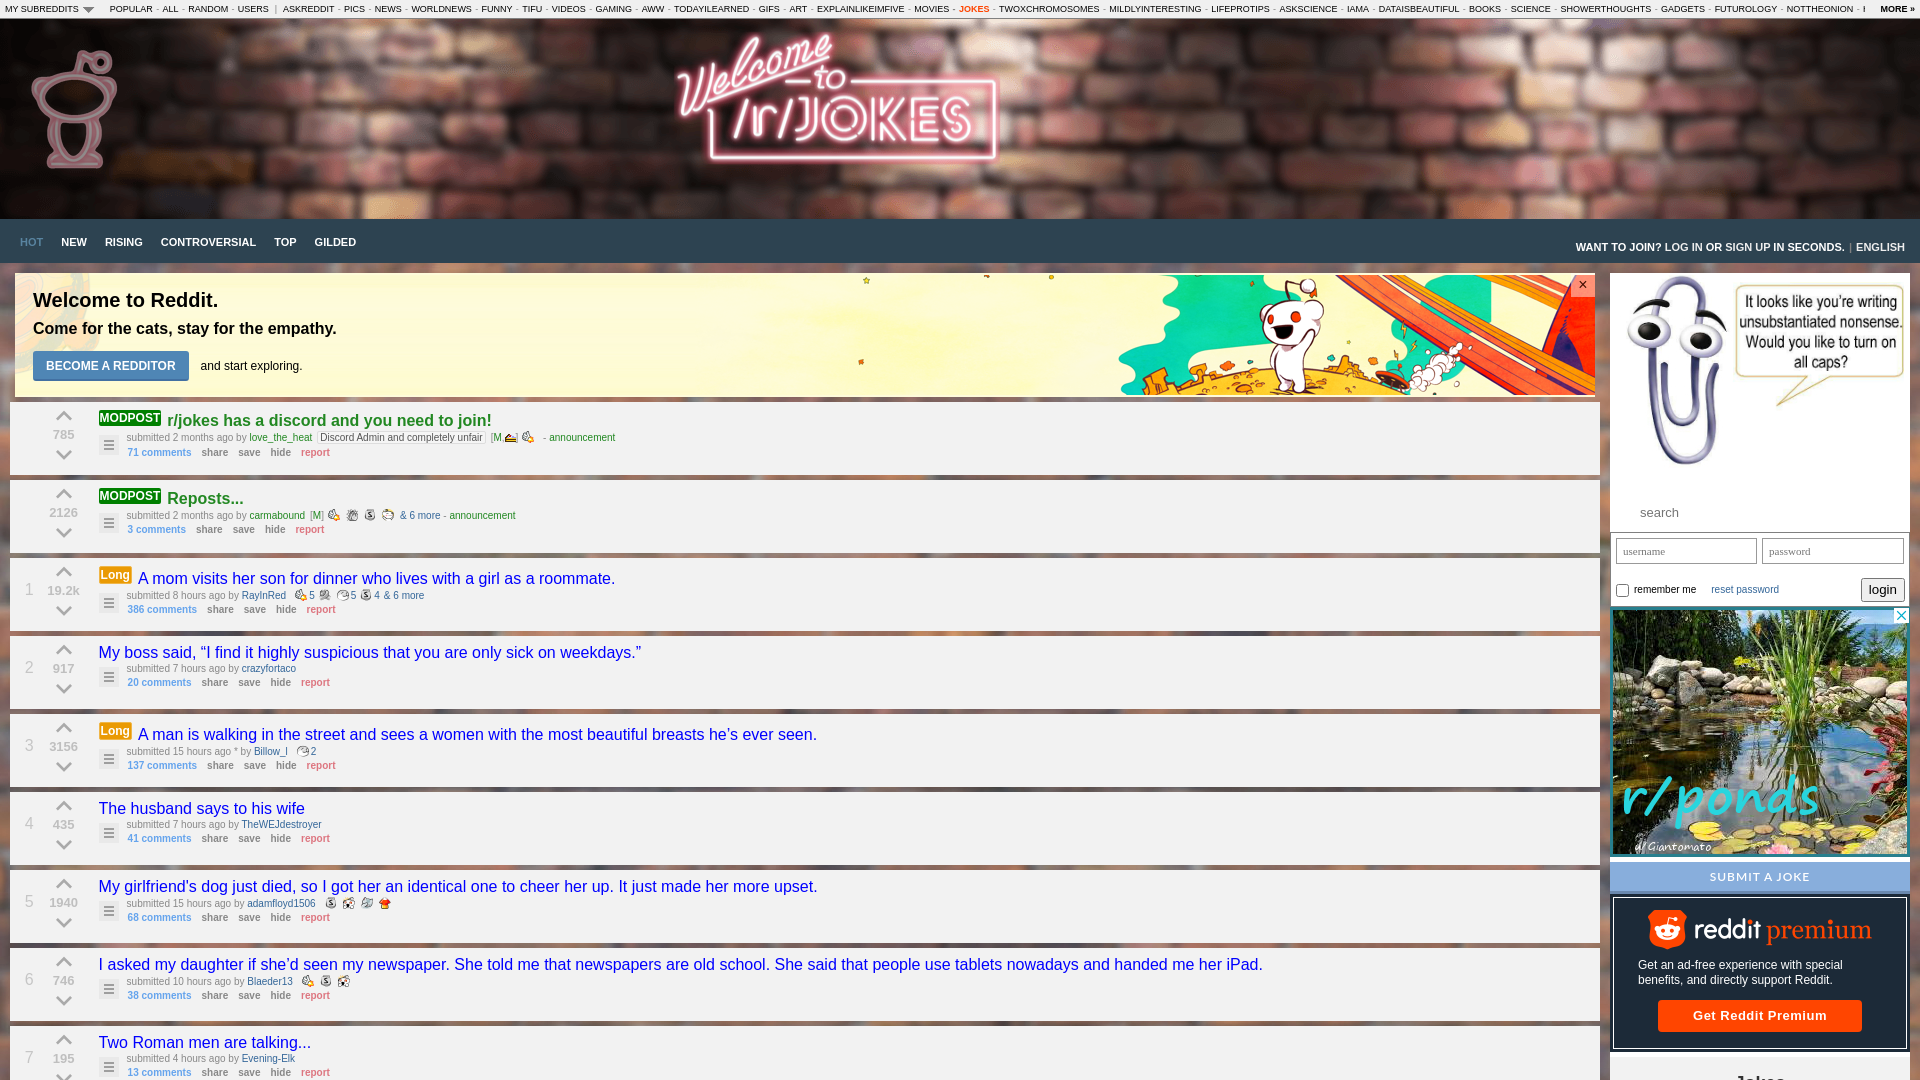 MY SUBREDDITS POPULAR - ALL - RANDOM - USERS | ASKREDDIT - PICS - NEWS - WORLDNEWS - FUNNY - TIFU - VIDEOS - GAMING - AWW - TODAYILEARNED - GIFS - ART - EXPLAINLIKEIMFIVE - MOVIES - JOKES - TWOXCHROMOSOMES - MILDLYINTERESTING - LIFEPROTIPS - ASKSCIENCE - IAMA - DATAISBEAUTIFUL - BOOKS - SCIENCE - SHOWERTHOUGHTS - GADGETS - FUTUROLOGY - NOTTHEONION - MORE »
Welcome
to
/r/JOKES
HOT NEW RISING CONTROVERSIAL TOP GILDED
WANT TO JOIN? LOG IN OR SIGN UP IN SECONDS. | ENGLISH
Welcome to Reddit.
Come for the cats, stay for the empathy.
BECOME A REDDITOR and start exploring.
×
MODPOST r/jokes has a discord and you need to join!
785
submitted 2 months ago by love_the_heat Discord Admin and completely unfair [M, ] - announcement
71 comments share save hide report
MODPOST Reposts...
2126
submitted 2 months ago by carmabound [M] & 6 more - announcement
3 comments share save hide report
Long A mom visits her son for dinner who lives with a girl as a roommate.
1 19.2k
submitted 8 hours ago by RayInRed 5 5 4 & 6 more
386 comments share save hide report
My boss said, “I find it highly suspicious that you are only sick on weekdays.”
2 917
submitted 7 hours ago by crazyfortaco
20 comments share save hide report
Long A man is walking in the street and sees a women with the most beautiful breasts he’s ever seen.
3 3156
submitted 15 hours ago * by Billow_l 2
137 comments share save hide report
The husband says to his wife
4 435
submitted 7 hours ago by TheWEJdestroyer
41 comments share save hide report
My girlfriend's dog just died, so I got her an identical one to cheer her up. It just made her more upset.
5 1940
submitted 15 hours ago by adamfloyd1506
68 comments share save hide report
I asked my daughter if she’d seen my newspaper. She told me that newspapers are old school. She said that people use tablets nowadays and handed me her iPad.
6 746
submitted 10 hours ago by Blaeder13
38 comments share save hide report
Two Roman men are talking...
7 195
submitted 4 hours ago by Evening-Elk
13 comments share save hide report
It looks like you’re writing
unsubstantiated nonsense.
Would you like to turn on
all caps?
search
username password
remember me reset password login
r/ponds
u/Giantomato
SUBMIT A JOKE
reddit premium
Get an ad-free experience with special
benefits, and directly support Reddit.
Get Reddit Premium
Jokes